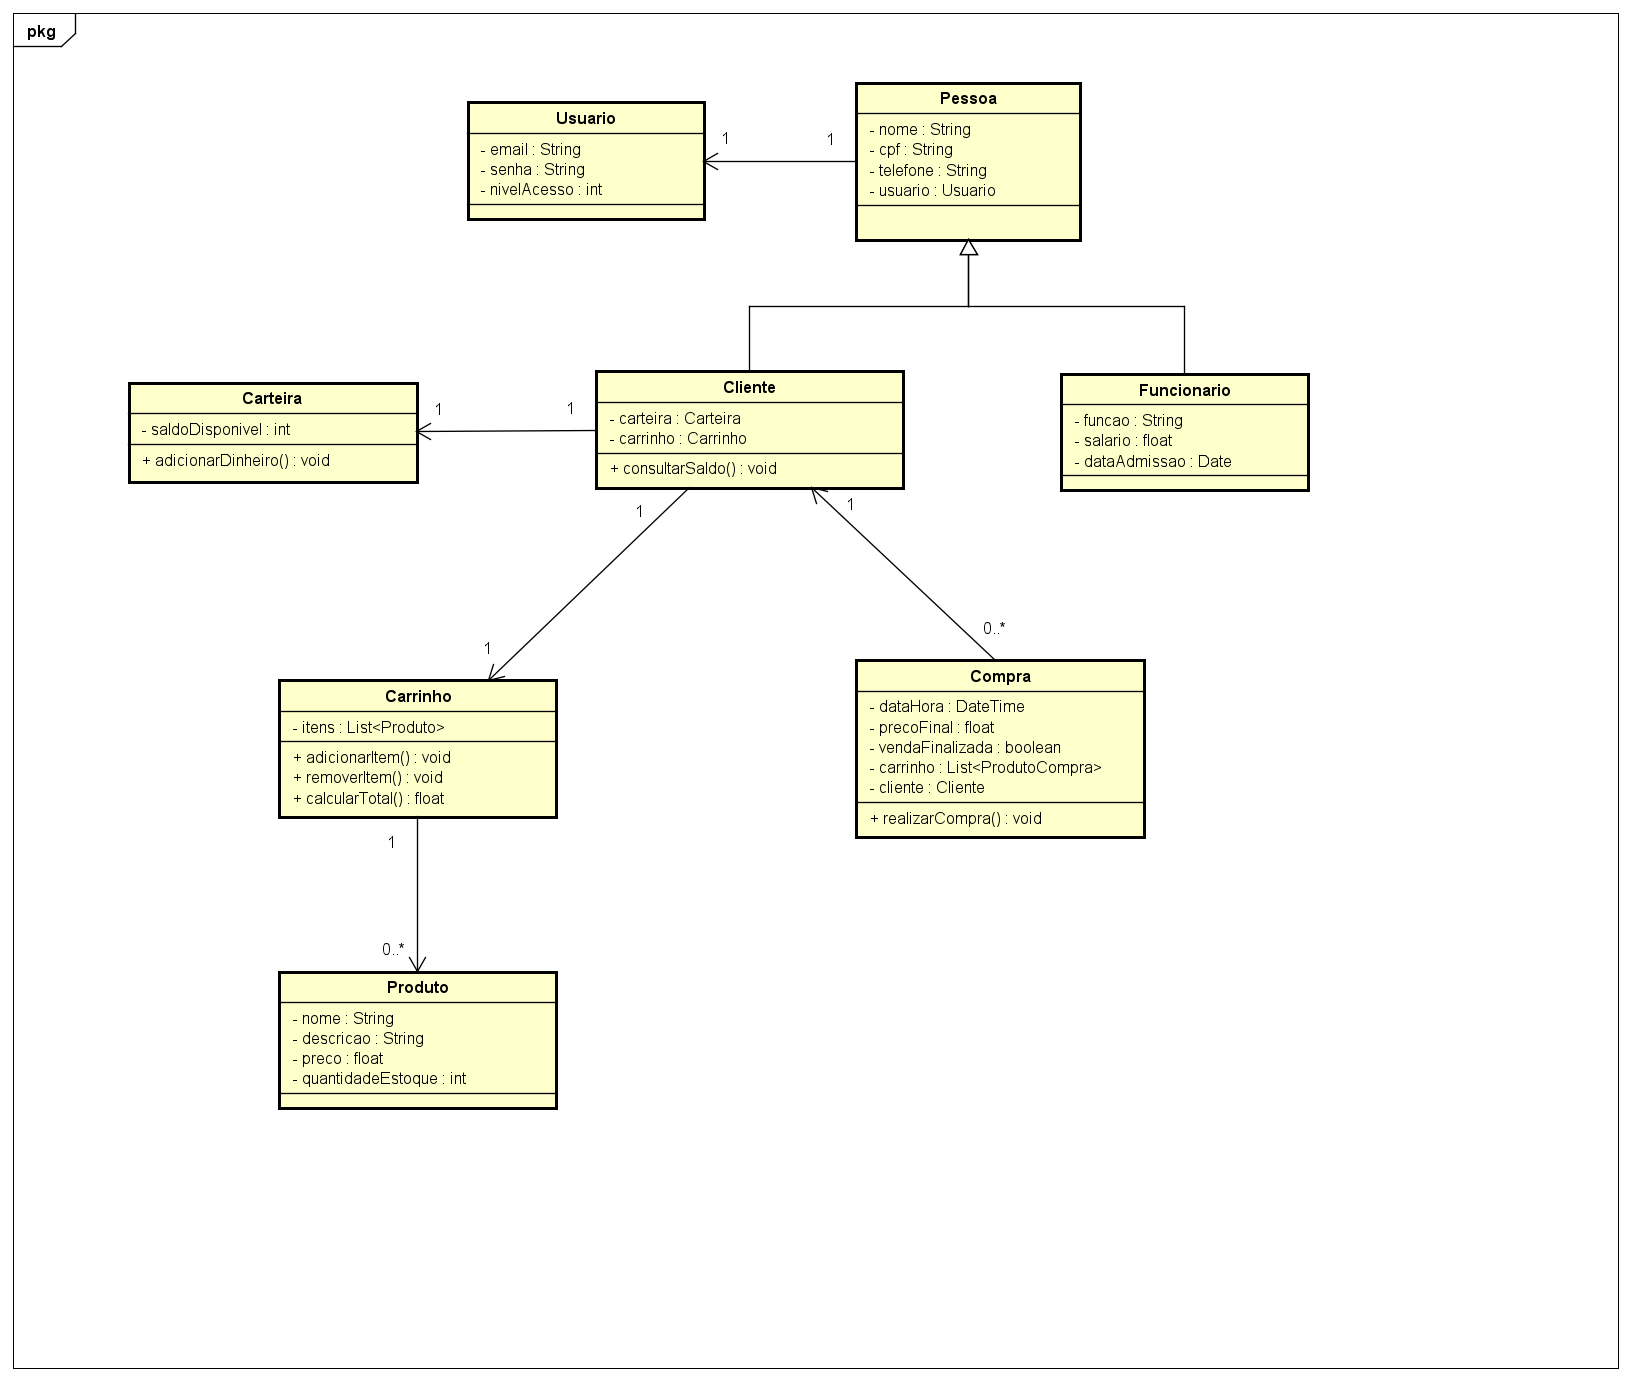 pkg
Pessoa
- nome : String
- cpf : String
- telefone : String
- usuario : Usuario
Usuario
- email : String
- senha : String
- nivelAcesso : int
1
1
Carteira
- saldoDisponivel : int
+ adicionarDinheiro() : void
1
1
Cliente
- carteira : Carteira
- carrinho : Carrinho
+ consultarSaldo() : void
Funcionario
- funcao : String
- salario : float
- dataAdmissao : Date
1
1
1
0..*
Carrinho
- itens : List<Produto>
+ adicionarItem() : void
+ removerItem() : void
+ calcularTotal() : float
Compra
- dataHora : DateTime
- precoFinal : float
- vendaFinalizada : boolean
- carrinho : List<ProdutoCompra>
- cliente : Cliente
+ realizarCompra() : void
1
0..*
Produto
- nome : String
- descricao : String
- preco : float
- quantidadeEstoque : int